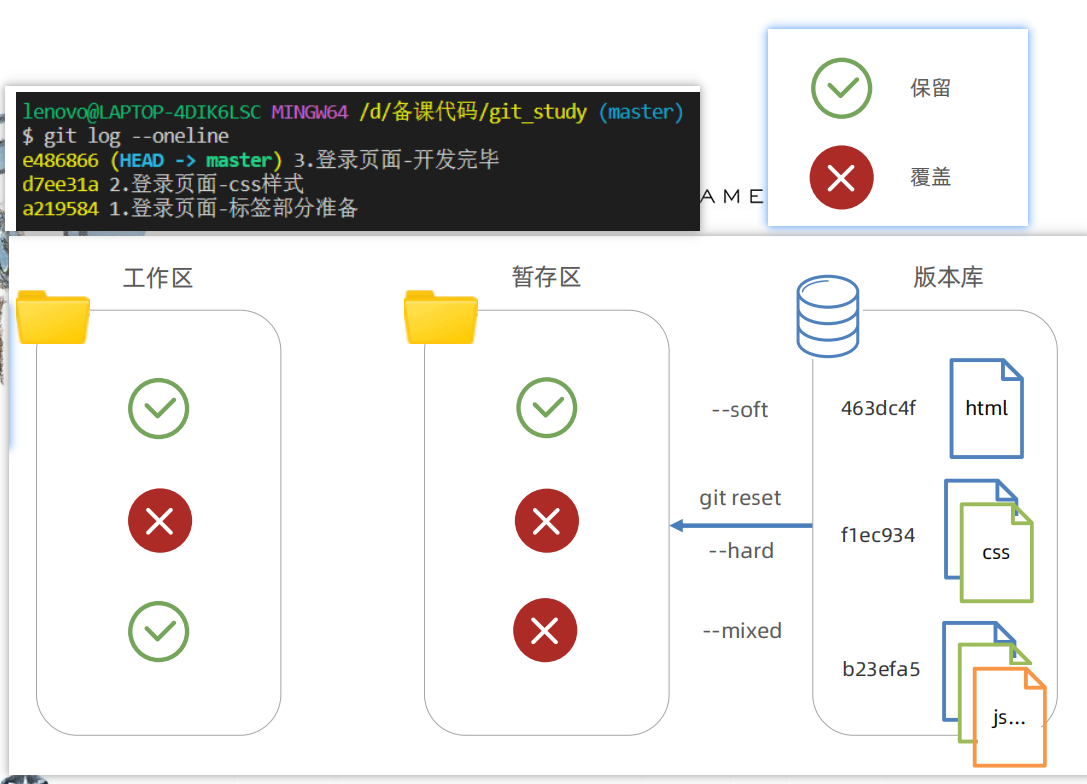 保留
lenovo@LAPTOP-4DIK6LSC MINGW64 /d/备课代码/git_study (master)
$ git log --oneline
e486866 (HEAD -> master) 3.登录页面-开发完毕
d7ee31a 2.登录页面-css样式
a219584 1.登录页面-标签部分准备
覆盖
AME
工作区
暂存区
版本库
--soft
463dc4f
html
git reset
--hard
f1ec934
css
--mixed
b23efa5
js...